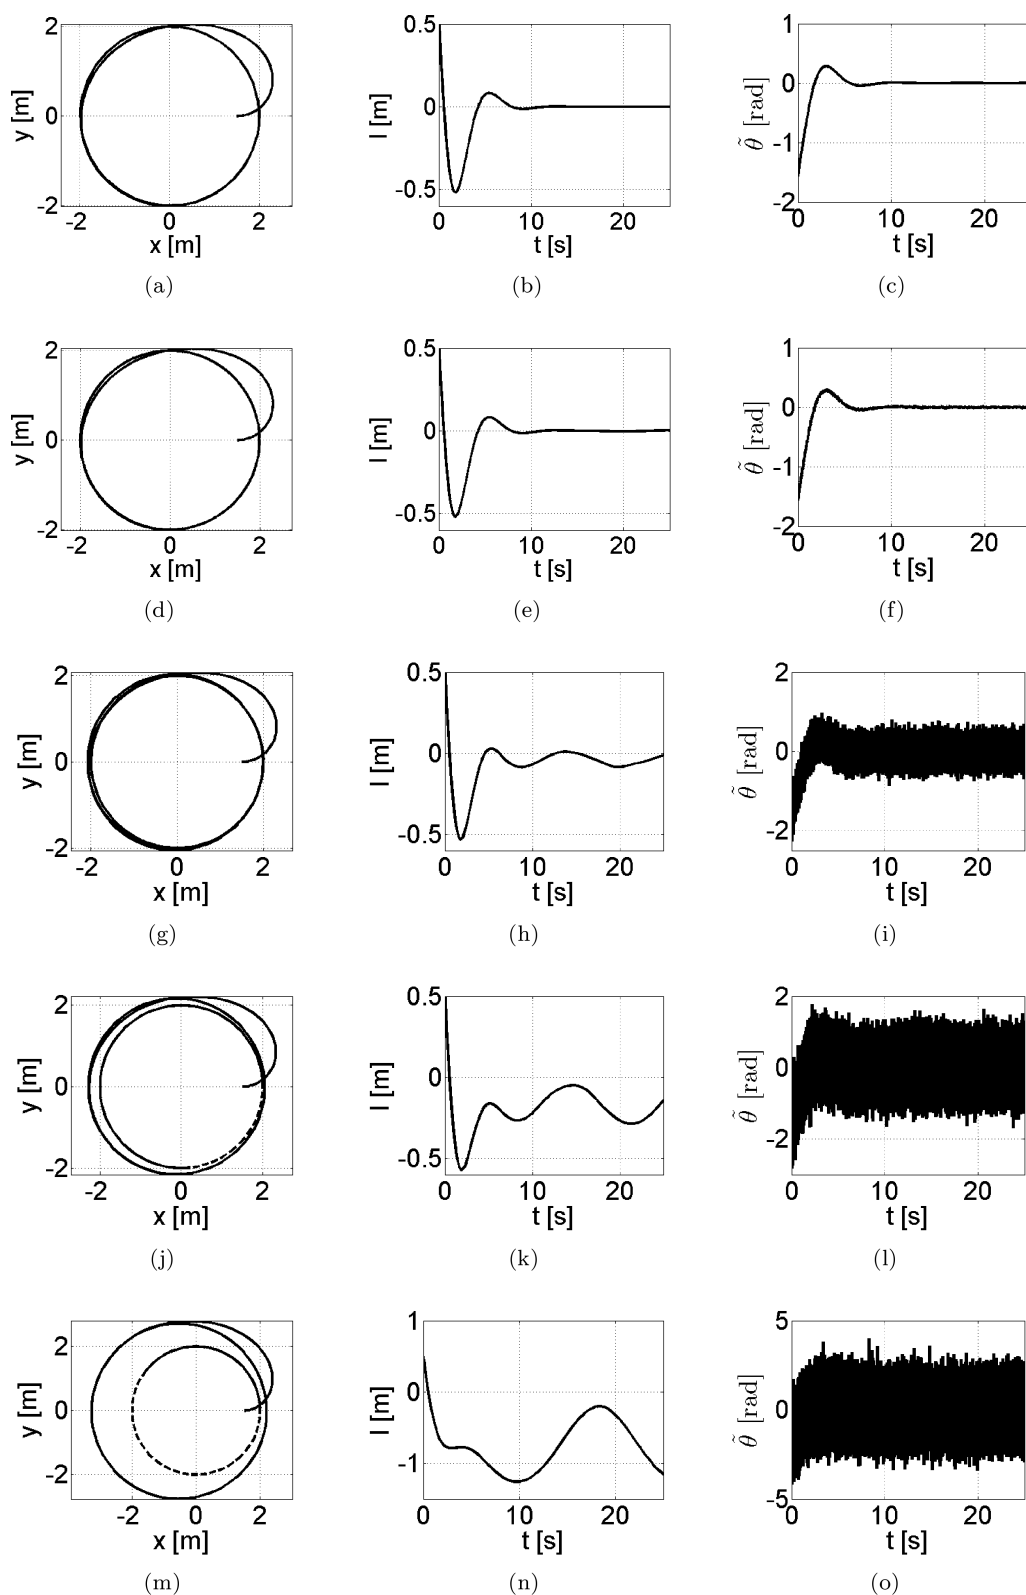 2
0
-2
y [m]
-2 0 2
x [m]
(a)
0.5
0
-0.5
l [m]
0 10 20
t [s]
(b)
1
0
-1
-2
θ̃ [rad]
0 10 20
t [s]
(c)
2
0
-2
y [m]
-2 0 2
x [m]
(d)
0.5
0
-0.5
l [m]
0 10 20
t [s]
(e)
1
0
-1
-2
θ̃ [rad]
0 10 20
t [s]
(f)
2
0
-2
y [m]
-2 0 2
x [m]
(g)
0.5
0
-0.5
l [m]
0 10 20
t [s]
(h)
2
0
-2
θ̃ [rad]
0 10 20
t [s]
(i)
2
0
-2
y [m]
-2 0 2
x [m]
(j)
0.5
0
-0.5
l [m]
0 10 20
t [s]
(k)
2
0
-2
θ̃ [rad]
0 10 20
t [s]
(l)
2
0
-2
y [m]
-2 0 2
x [m]
(m)
1
0
-1
l [m]
0 10 20
t [s]
(n)
5
0
-5
θ̃ [rad]
0 10 20
t [s]
(o)